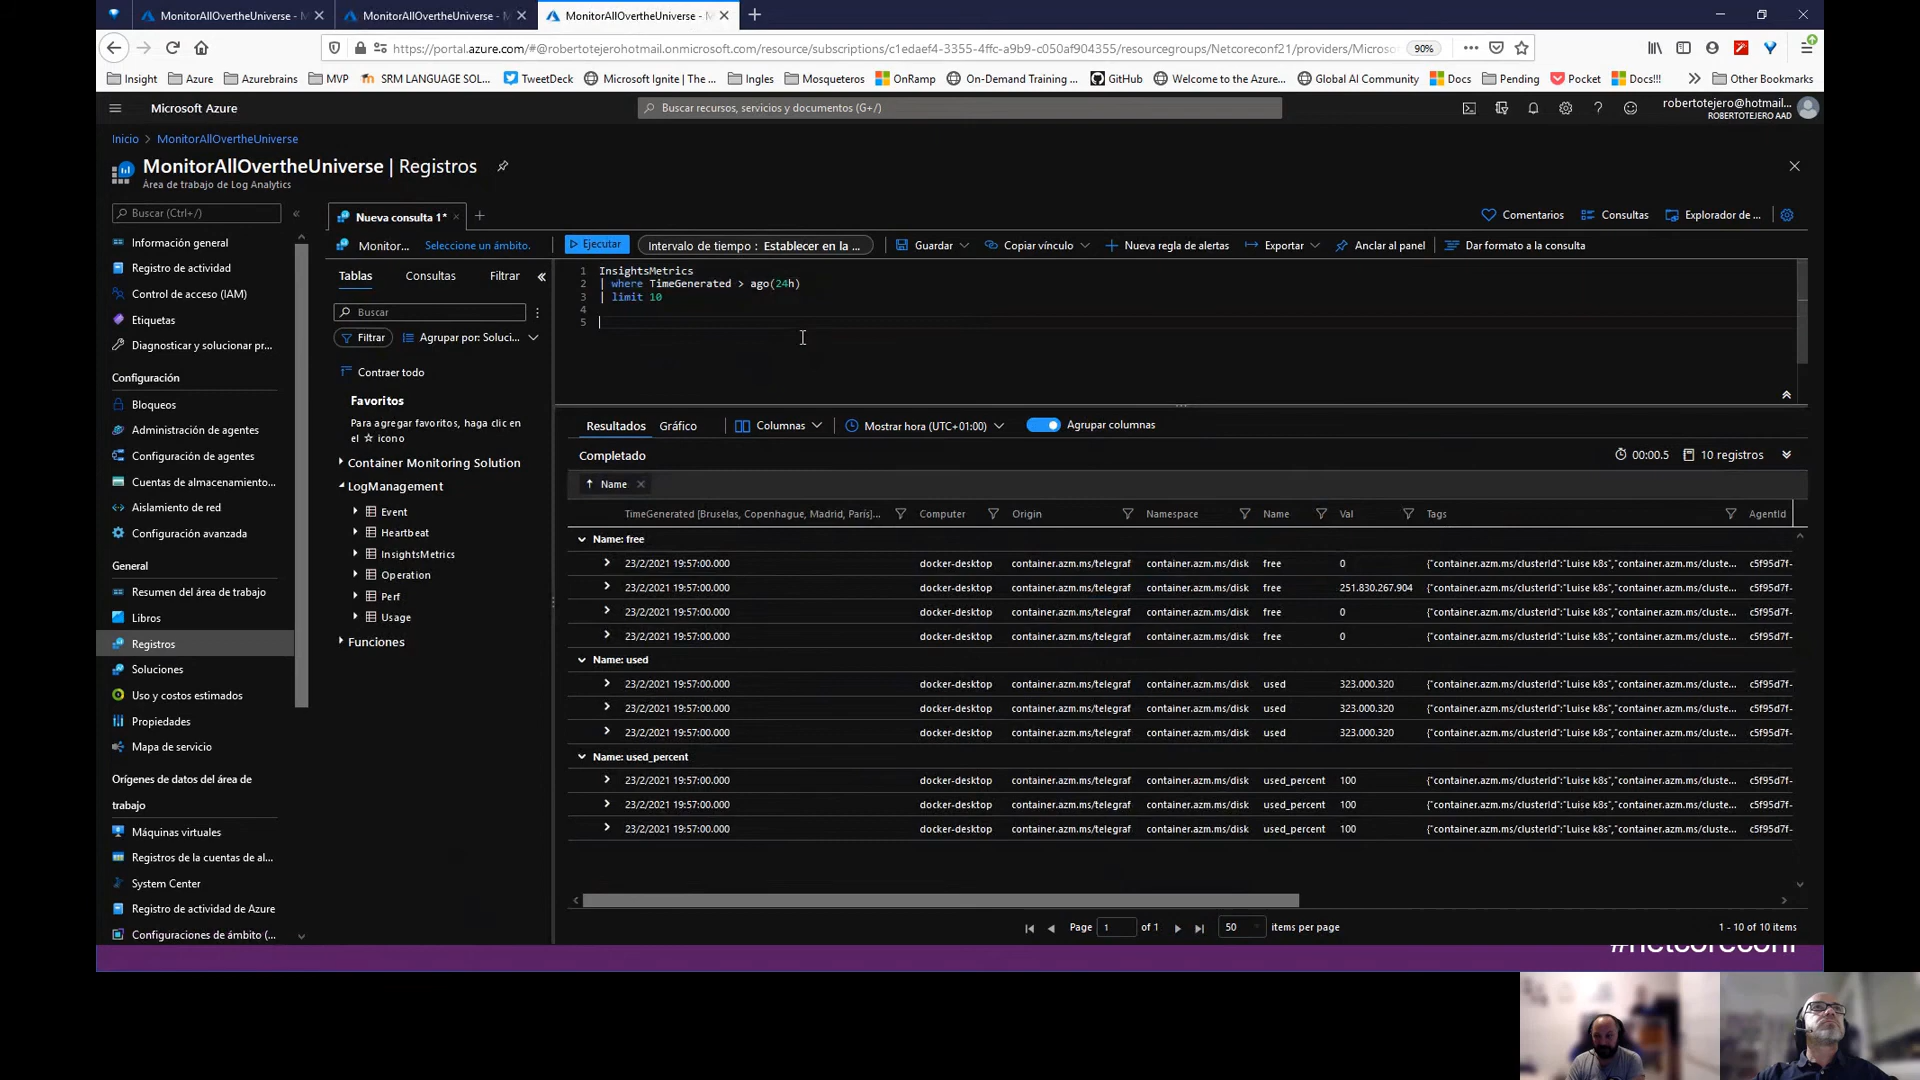 MonitorAllOvertheUniverse - M
MonitorAllOvertheUniverse - M
MonitorAllOvertheUniverse - M
https://portal.azure.com/#@robertotejerohotmail.onmicrosoft.com/resource/subscriptions/c1edaef4-3355-4ffc-a9b9-c050af904355/resourcegroups/Netcoreconf21/providers/Micros
90%
Insight
Azure
Azurebrains
MVP
SRM LANGUAGE SOL...
TweetDeck
Microsoft Ignite | The ...
Ingles
Mosqueteros
OnRamp
On-Demand Training ...
GitHub
Welcome to the Azure...
Global AI Community
Docs
Pending
Pocket
Docs!!!
Other Bookmarks
Microsoft Azure
Buscar recursos, servicios y documentos (G+/)
robertotejero@hotmail...
ROBERTOTEJERO AAD
Inicio > MonitorAllOvertheUniverse
MonitorAllOvertheUniverse | Registros
Área de trabajo de Log Analytics
Buscar (Ctrl+/)
Información general
Registro de actividad
Control de acceso (IAM)
Etiquetas
Diagnosticar y solucionar pr...
Configuración
Bloqueos
Administración de agentes
Configuración de agentes
Cuentas de almacenamiento...
Aislamiento de red
Configuración avanzada
General
Resumen del área de trabajo
Libros
Registros
Soluciones
Uso y costos estimados
Propiedades
Mapa de servicio
Orígenes de datos del área de
trabajo
Máquinas virtuales
Registros de la cuentas de al...
System Center
Registro de actividad de Azure
Configuraciones de ámbito (...
Nueva consulta 1*
Comentarios
Consultas
Explorador de ...
Monitor...
Seleccione un ámbito.
Ejecutar
Intervalo de tiempo : Establecer en la ...
Guardar
Copiar vínculo
Nueva regla de alertas
Exportar
Anclar al panel
Dar formato a la consulta
Tablas
Consultas
Filtrar
Buscar
Filtrar
Agrupar por: Soluci...
Contraer todo
Favoritos
Para agregar favoritos, haga clic en
el ☆ icono
Container Monitoring Solution
LogManagement
Event
Heartbeat
InsightsMetrics
Operation
Perf
Usage
Funciones
1 InsightsMetrics
2 | where TimeGenerated > ago(24h)
3 | limit 10
4
5
Resultados
Gráfico
Columns
Mostrar hora (UTC+01:00)
Agrupar columnas
Completado
00:00.5
10 registros
Name
TimeGenerated [Bruselas, Copenhague, Madrid, París]... Computer Origin Namespace Name Val Tags AgentId
Name: free
23/2/2021 19:57:00.000 docker-desktop container.azm.ms/telegraf container.azm.ms/disk free 0 {"container.azm.ms/clusterId":"Luise k8s","container.azm.ms/cluste... c5f95d7f-
23/2/2021 19:57:00.000 docker-desktop container.azm.ms/telegraf container.azm.ms/disk free 251.830.267.904 {"container.azm.ms/clusterId":"Luise k8s","container.azm.ms/cluste... c5f95d7f-
23/2/2021 19:57:00.000 docker-desktop container.azm.ms/telegraf container.azm.ms/disk free 0 {"container.azm.ms/clusterId":"Luise k8s","container.azm.ms/cluste... c5f95d7f-
23/2/2021 19:57:00.000 docker-desktop container.azm.ms/telegraf container.azm.ms/disk free 0 {"container.azm.ms/clusterId":"Luise k8s","container.azm.ms/cluste... c5f95d7f-
Name: used
23/2/2021 19:57:00.000 docker-desktop container.azm.ms/telegraf container.azm.ms/disk used 323.000.320 {"container.azm.ms/clusterId":"Luise k8s","container.azm.ms/cluste... c5f95d7f-
23/2/2021 19:57:00.000 docker-desktop container.azm.ms/telegraf container.azm.ms/disk used 323.000.320 {"container.azm.ms/clusterId":"Luise k8s","container.azm.ms/cluste... c5f95d7f-
23/2/2021 19:57:00.000 docker-desktop container.azm.ms/telegraf container.azm.ms/disk used 323.000.320 {"container.azm.ms/clusterId":"Luise k8s","container.azm.ms/cluste... c5f95d7f-
Name: used_percent
23/2/2021 19:57:00.000 docker-desktop container.azm.ms/telegraf container.azm.ms/disk used_percent 100 {"container.azm.ms/clusterId":"Luise k8s","container.azm.ms/cluste... c5f95d7f-
23/2/2021 19:57:00.000 docker-desktop container.azm.ms/telegraf container.azm.ms/disk used_percent 100 {"container.azm.ms/clusterId":"Luise k8s","container.azm.ms/cluste... c5f95d7f-
23/2/2021 19:57:00.000 docker-desktop container.azm.ms/telegraf container.azm.ms/disk used_percent 100 {"container.azm.ms/clusterId":"Luise k8s","container.azm.ms/cluste... c5f95d7f-
Page 1 of 1
50 items per page
1 - 10 of 10 items
#netcoreconf